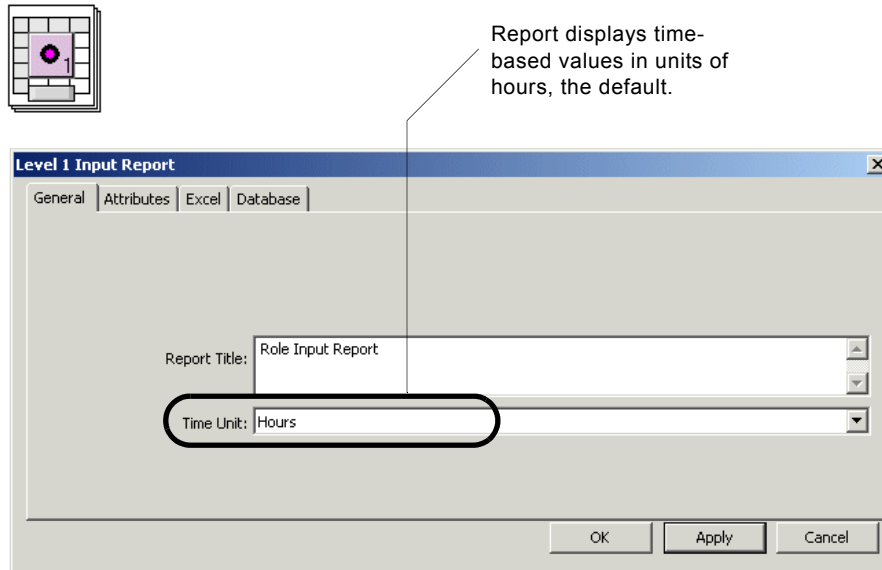 1
Report displays time-
based values in units of
hours, the default.
Level 1 Input Report
General Attributes Excel Database
Report Title: Role Input Report
Time Unit: Hours
OK Apply Cancel